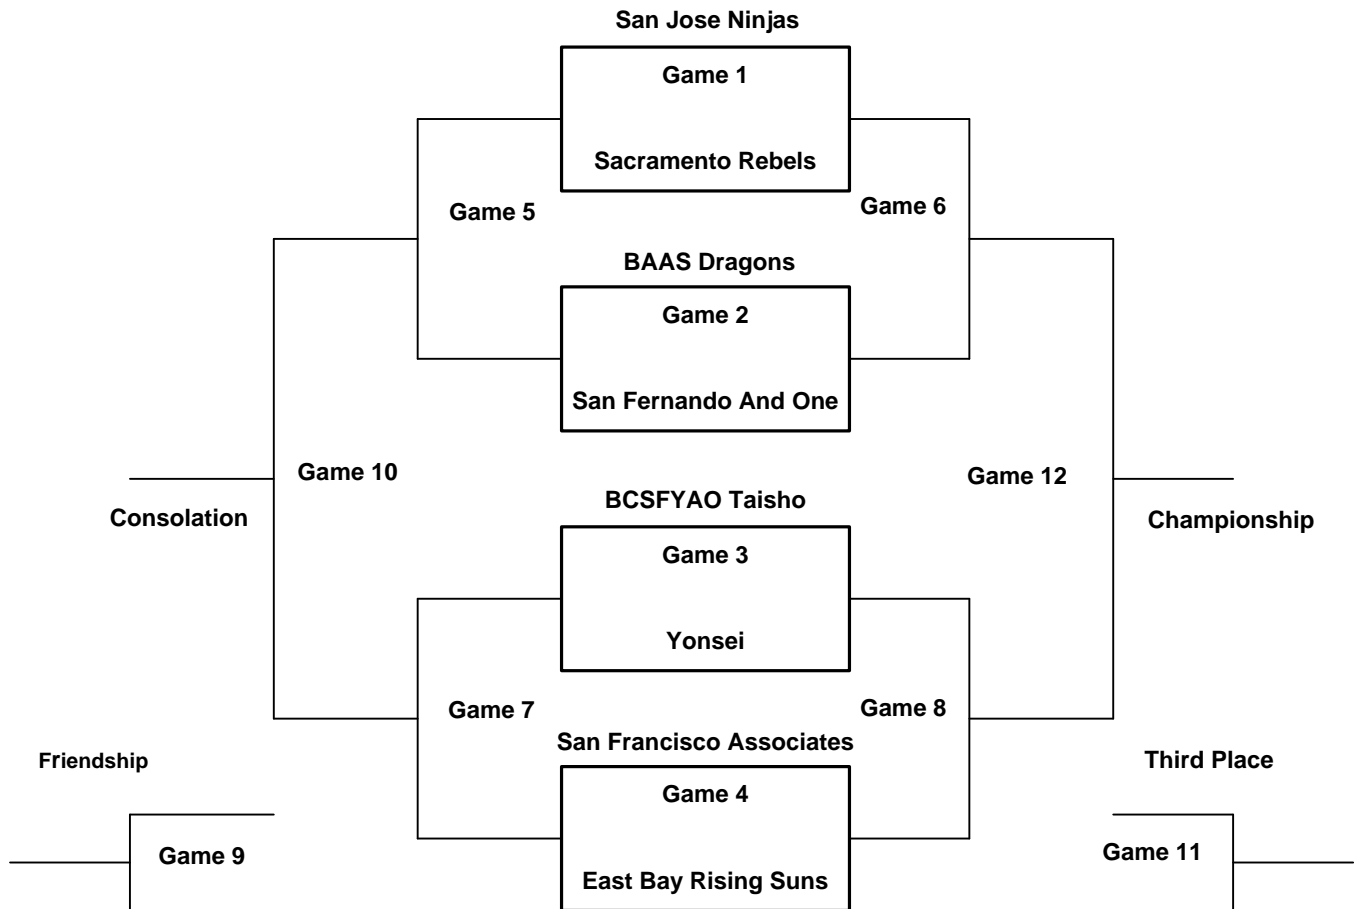 San Jose Ninjas
Game 1
Sacramento Rebels
Game 5
Game 6
BAAS Dragons
Game 2
San Fernando And One
Game 10
Game 12
BCSFYAO Taisho
Consolation
Championship
Game 3
Yonsei
Game 7
Game 8
San Francisco Associates
Friendship
Third Place
Game 4
Game 9
Game 11
East Bay Rising Suns